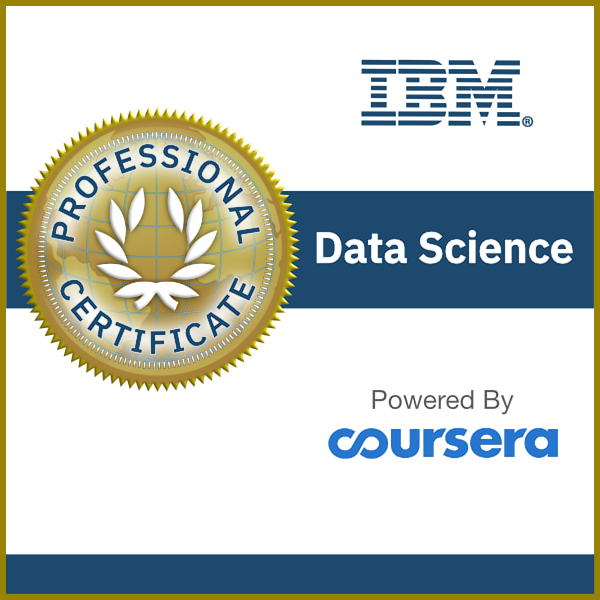 IBM®
PROFESSIONAL
CERTIFICATE
Data Science
Powered By
coursera